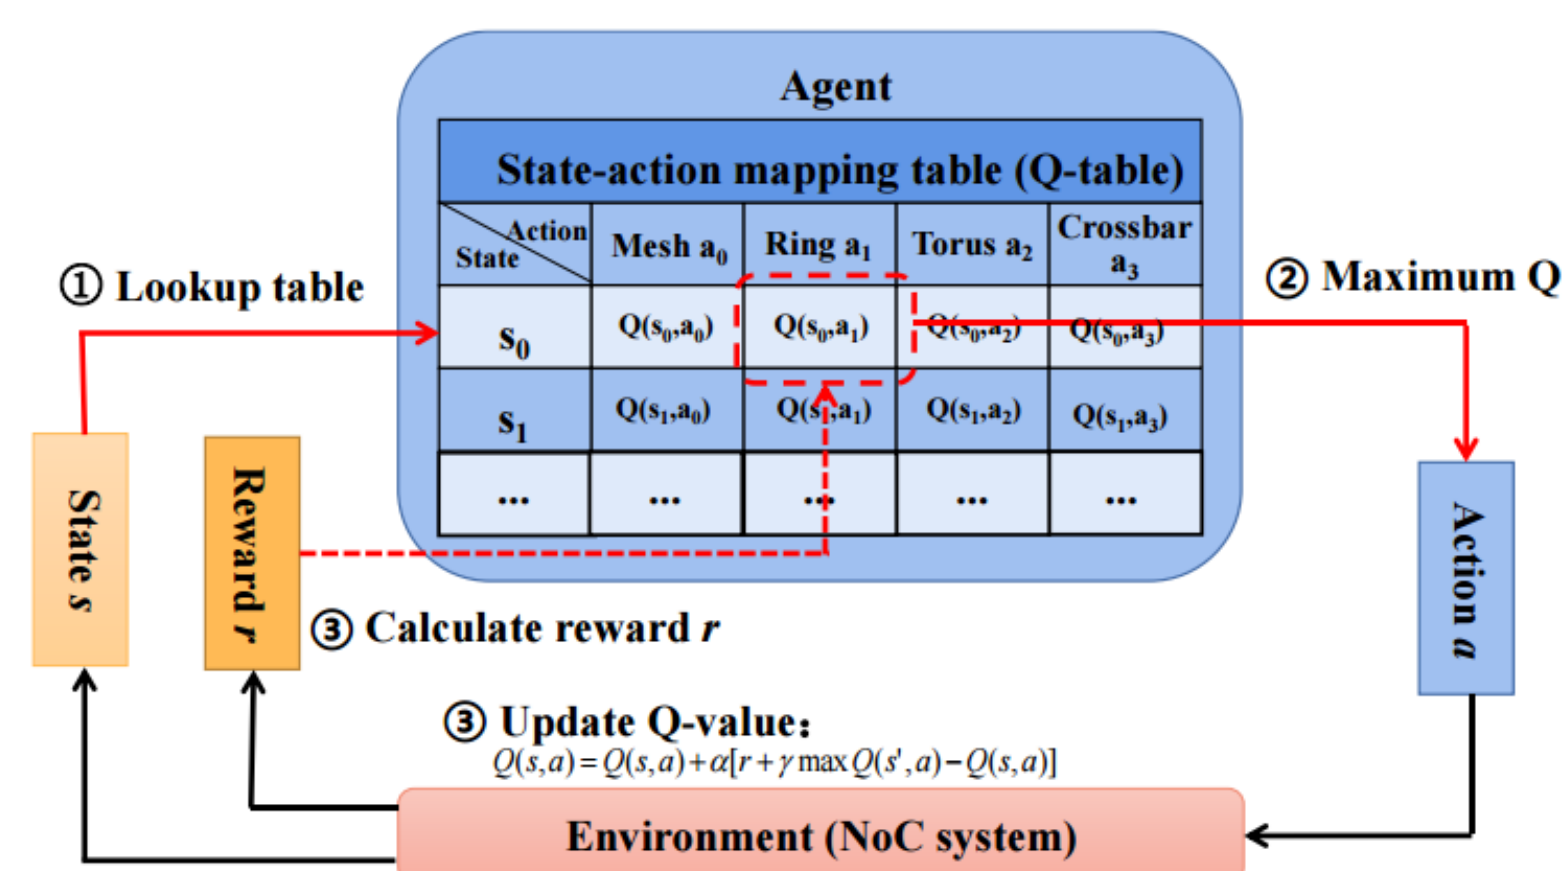 Agent
State-action mapping table (Q-table)
Action
State
Mesh a₀
Ring a₁
Torus a₂
Crossbar
a₃
① Lookup table
② Maximum Q
s₀
Q(s₀,a₀)
Q(s₀,a₁)
Q(s₀,a₂)
Q(s₀,a₃)
s₁
Q(s₁,a₀)
Q(s₁,a₁)
Q(s₁,a₂)
Q(s₁,a₃)
...
...
...
...
...
State s
Reward r
Action a
③ Calculate reward r
③ Update Q-value：
Q(s,a)=Q(s,a)+α[r+γ max Q(s',a)−Q(s,a)]
Environment (NoC system)